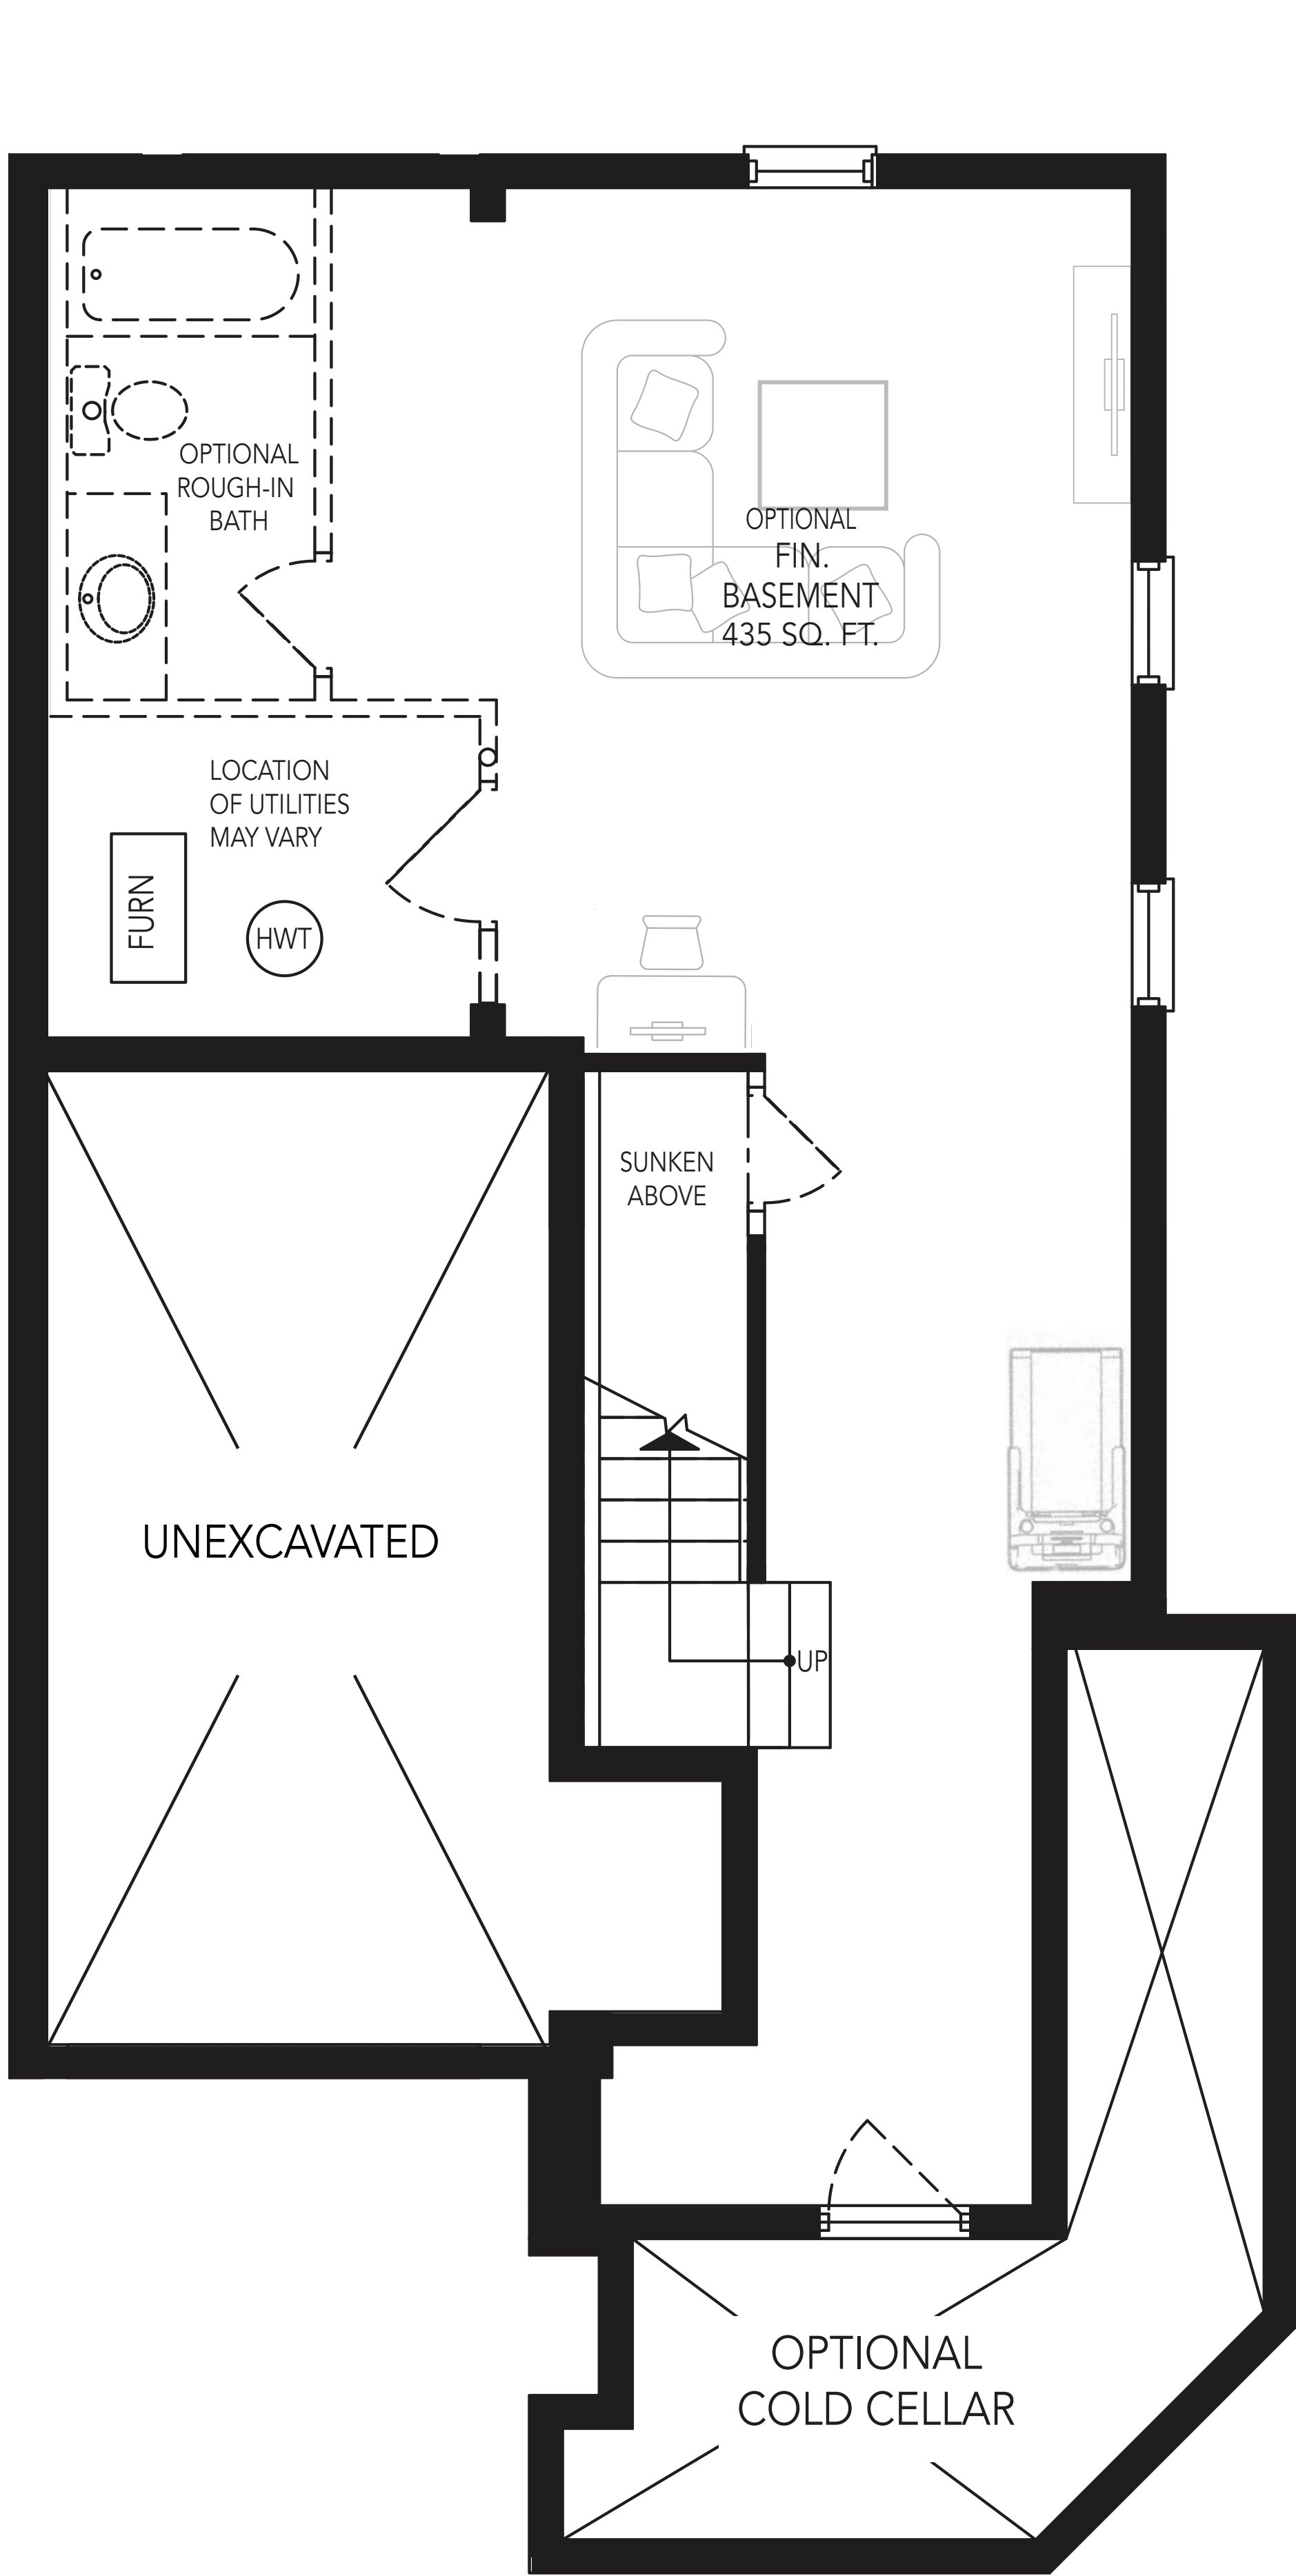 OPTIONAL
ROUGH-IN
BATH
OPTIONAL
FIN.
BASEMENT
435 SQ. FT.
LOCATION
OF UTILITIES
MAY VARY
FURN
HWT
SUNKEN
ABOVE
UNEXCAVATED
UP
OPTIONAL
COLD CELLAR